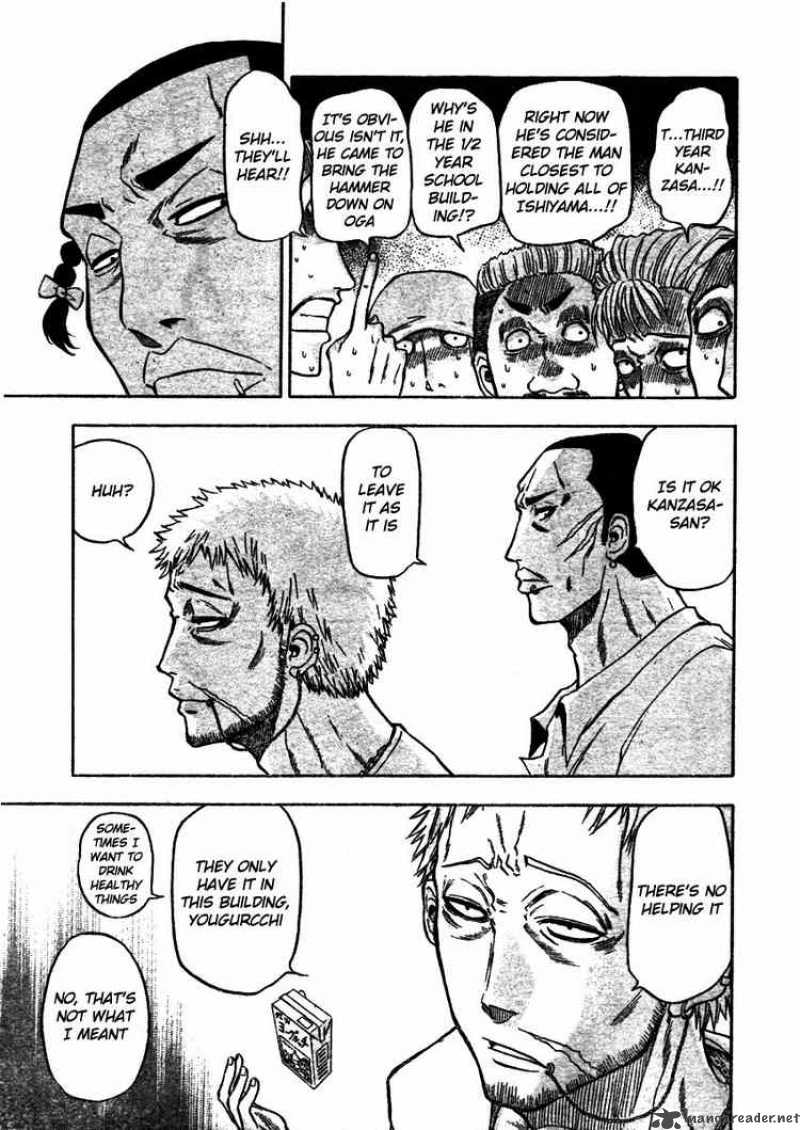 T...THIRD
YEAR
KAN-
ZASA...!!
RIGHT NOW
HE'S CONSID-
ERED THE MAN
CLOSEST TO
HOLDING ALL OF
ISHIYAMA...!!
WHY'S
HE IN
THE 1/2
YEAR
SCHOOL
BUILD-
ING!?
IT'S OBVI-
OUS ISN'T IT,
HE CAME TO
BRING THE
HAMMER
DOWN ON
OGA
SHH...
THEY'LL
HEAR!!
IS IT OK
KANZASA-
SAN?
TO
LEAVE IT
AS
IT IS
HUH?
THERE'S NO
HELPING IT
THEY ONLY
HAVE IT IN
THIS BUILDING,
YOUGURCCHI
SOME-
TIMES I
WANT TO
DRINK
HEALTHY
THINGS
NO, THAT'S
NOT WHAT
I MEANT
mangareader.net